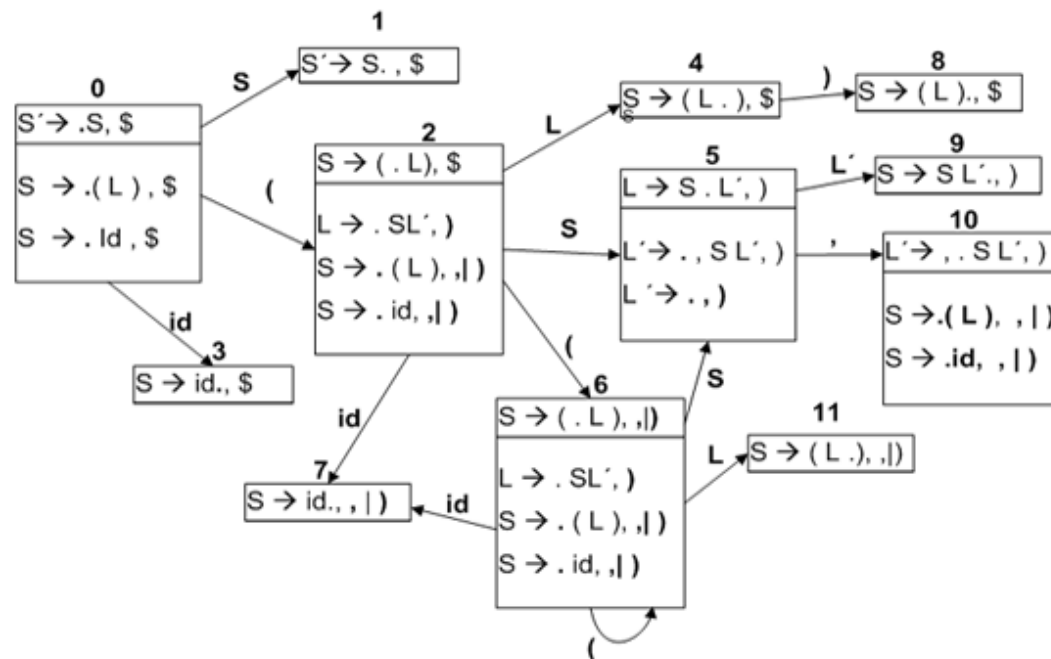 0
S´→ .S, $
S → .( L ) , $
S → . Id , $
S
1
S´→ S. , $
(
id
3
S → id., $
2
S → ( . L), $
L → . SL´, )
S → . ( L ), ,| )
S → . id, ,| )
L
4
S → ( L . ), $
)
8
S → ( L )., $
S
5
L → S . L´, )
L´→ . , S L´, )
L ´→ . , )
L´
9
S → S L´., )
,
10
L´→ , . S L´, )
S →.( L ), , | )
S → .id, , | )
(
6
S → ( . L ), ,|)
L → . SL´, )
S → . ( L ), ,| )
S → . id, ,| )
S
L
11
S → ( L .), ,|)
id
7
S → id., , | )
id
(